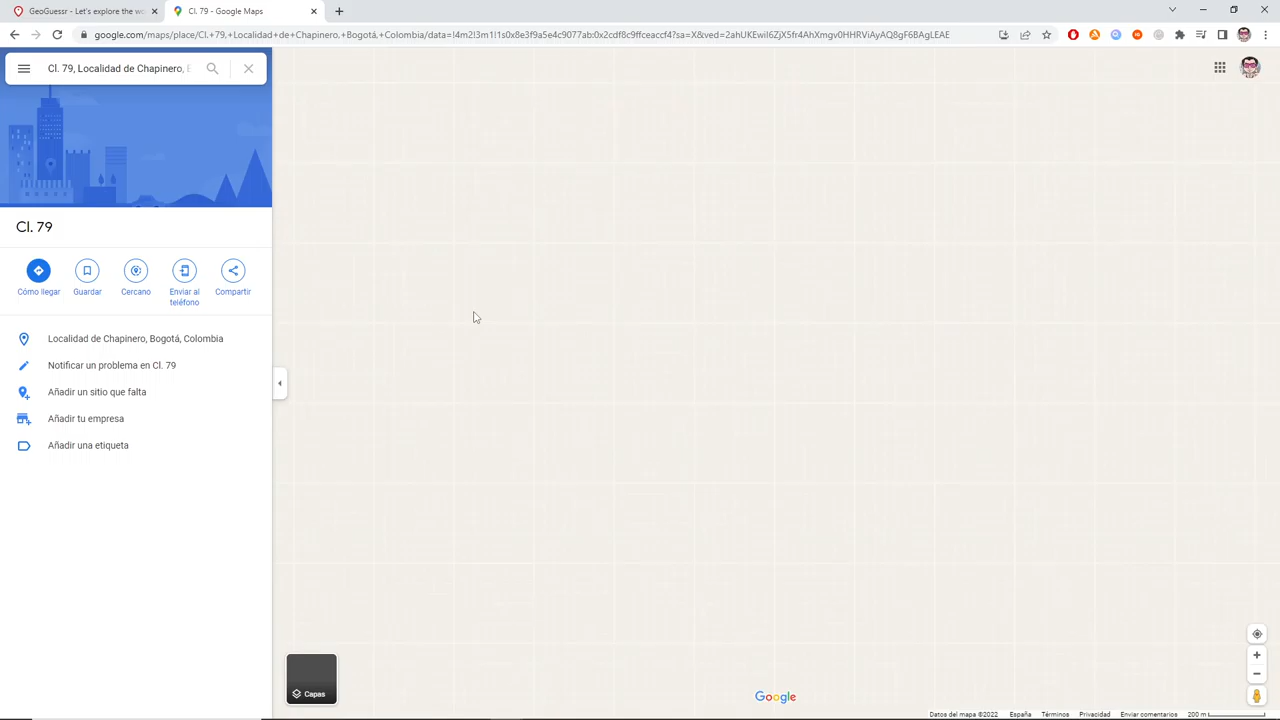 GeoGuessr - Let's explore the wo
Cl. 79 - Google Maps
google.com/maps/place/Cl.+79,+Localidad+de+Chapinero,+Bogotá,+Colombia/data=!4m2!3m1!1s0x8e3f9a5e4c9077ab:0x2cdf8c9ffceaccf4?sa=X&ved=2ahUKEwil6ZjX5fr4AhXmgv0HHRViAyAQ8gF6BAgLEAE
Cl. 79, Localidad de Chapinero, B
Cl. 79
Cómo llegar
Guardar
Cercano
Enviar al
teléfono
Compartir
Localidad de Chapinero, Bogotá, Colombia
Notificar un problema en Cl. 79
Añadir un sitio que falta
Añadir tu empresa
Añadir una etiqueta
Capas
Google
Datos del mapa ©2022 España Términos Privacidad Enviar comentarios 200 m